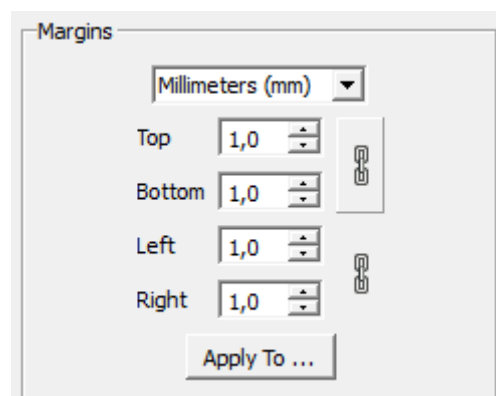 Margins
Millimeters (mm)
Top 1,0
Bottom 1,0
Left 1,0
Right 1,0
Apply To ...